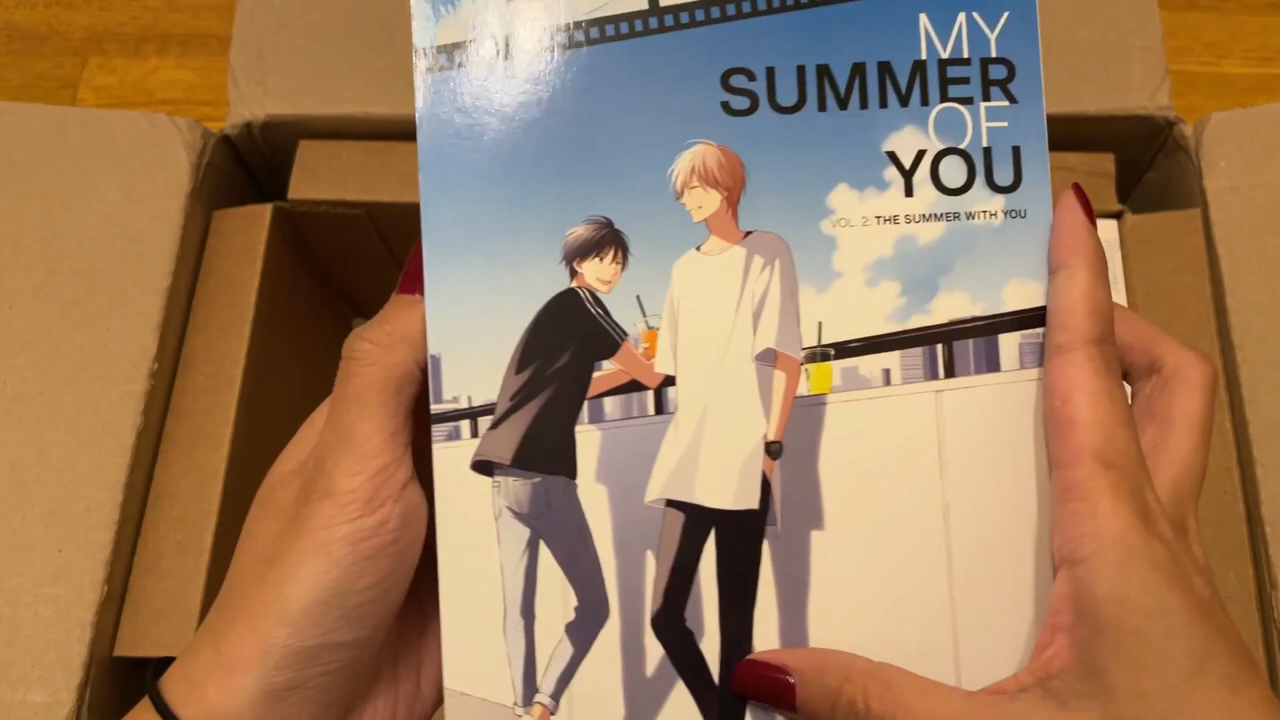 MY
SUMMER
OF
YOU
VOL. 2: THE SUMMER WITH YOU